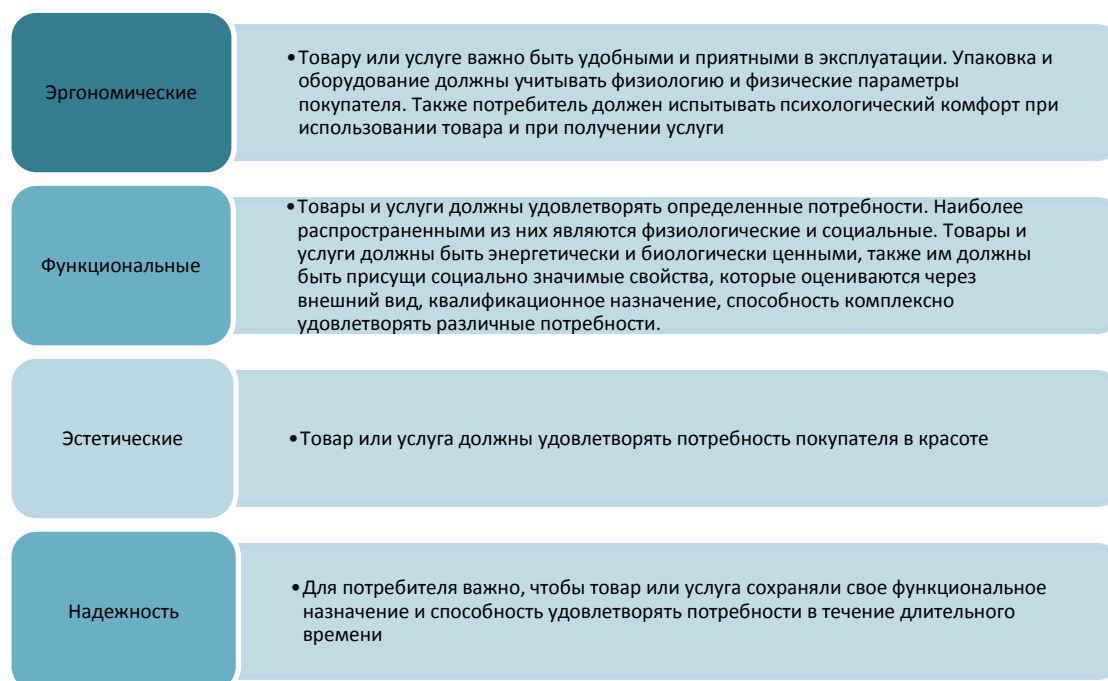 Эргономические
•Товару или услуге важно быть удобными и приятными в эксплуатации. Упаковка и
оборудование должны учитывать физиологию и физические параметры
покупателя. Также потребитель должен испытывать психологический комфорт при
использовании товара и при получении услуги
Функциональные
•Товары и услуги должны удовлетворять определенные потребности. Наиболее
распространенными из них являются физиологические и социальные. Товары и
услуги должны быть энергетически и биологически ценными, также им должны
быть присущи социально значимые свойства, которые оцениваются через
внешний вид, квалификационное назначение, способность комплексно
удовлетворять различные потребности.
Эстетические
•Товар или услуга должны удовлетворять потребность покупателя в красоте
Надежность
•Для потребителя важно, чтобы товар или услуга сохраняли свое функциональное
назначение и способность удовлетворять потребности в течение длительного
времени